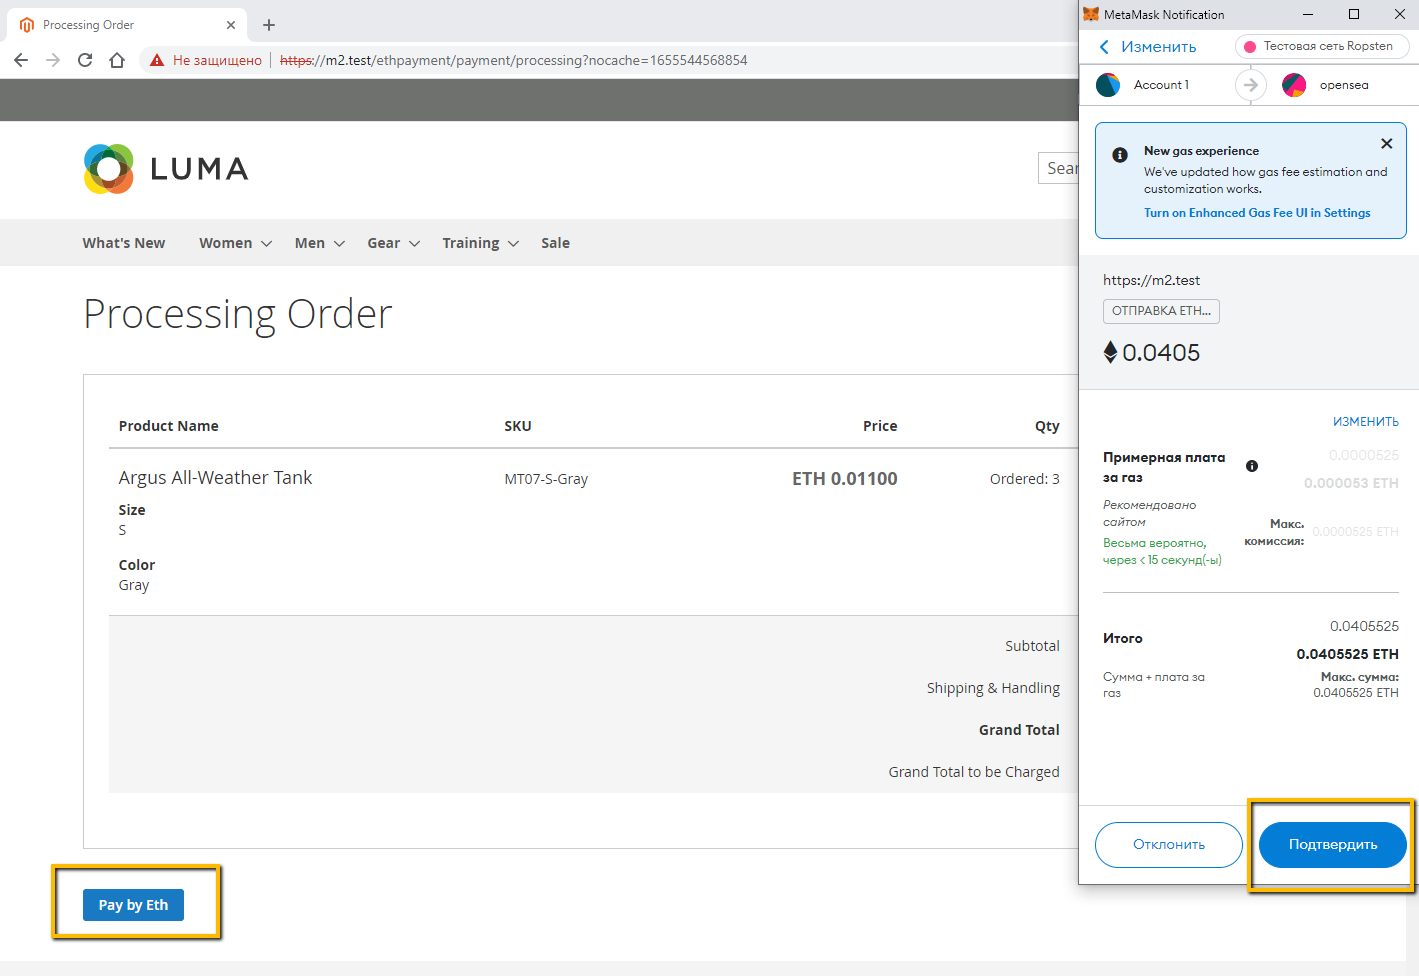 Processing Order
Не защищено
https://m2.test/ethpayment/payment/processing?nocache=1655544568854
LUMA
What's New
Women
Men
Gear
Training
Sale
Processing Order
Product Name
SKU
Price
Qty
Argus All-Weather Tank
MT07-S-Gray
ETH 0.01100
Ordered: 3
Size
S
Color
Gray
Subtotal
Shipping & Handling
Grand Total
Grand Total to be Charged
Pay by Eth
MetaMask Notification
Изменить
Тестовая сеть Ropsten
Account 1
opensea
New gas experience
We've updated how gas fee estimation and
customization works.
Turn on Enhanced Gas Fee UI in Settings
https://m2.test
ОТПРАВКА ETH...
0.0405
ИЗМЕНИТЬ
Примерная плата
за газ
0.0000525
0.000053 ETH
Рекомендовано
сайтом
Весьма вероятно,
через < 15 секунд(-ы)
Макс.
комиссия:
0.0000525 ETH
Итого
0.0405525
0.0405525 ETH
Сумма + плата за
газ
Макс. сумма:
0.0405525 ETH
Отклонить
Подтвердить